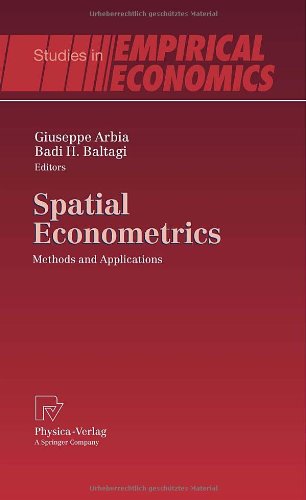 Urheberrechtlich geschütztes Material
Studies in
EMPIRICAL
ECONOMICS
Giuseppe Arbia
Badi H. Baltagi
Editors
Spatial
Econometrics
Methods and Applications
Physica-Verlag
A Springer Company
Urheberrechtlich geschütztes Material